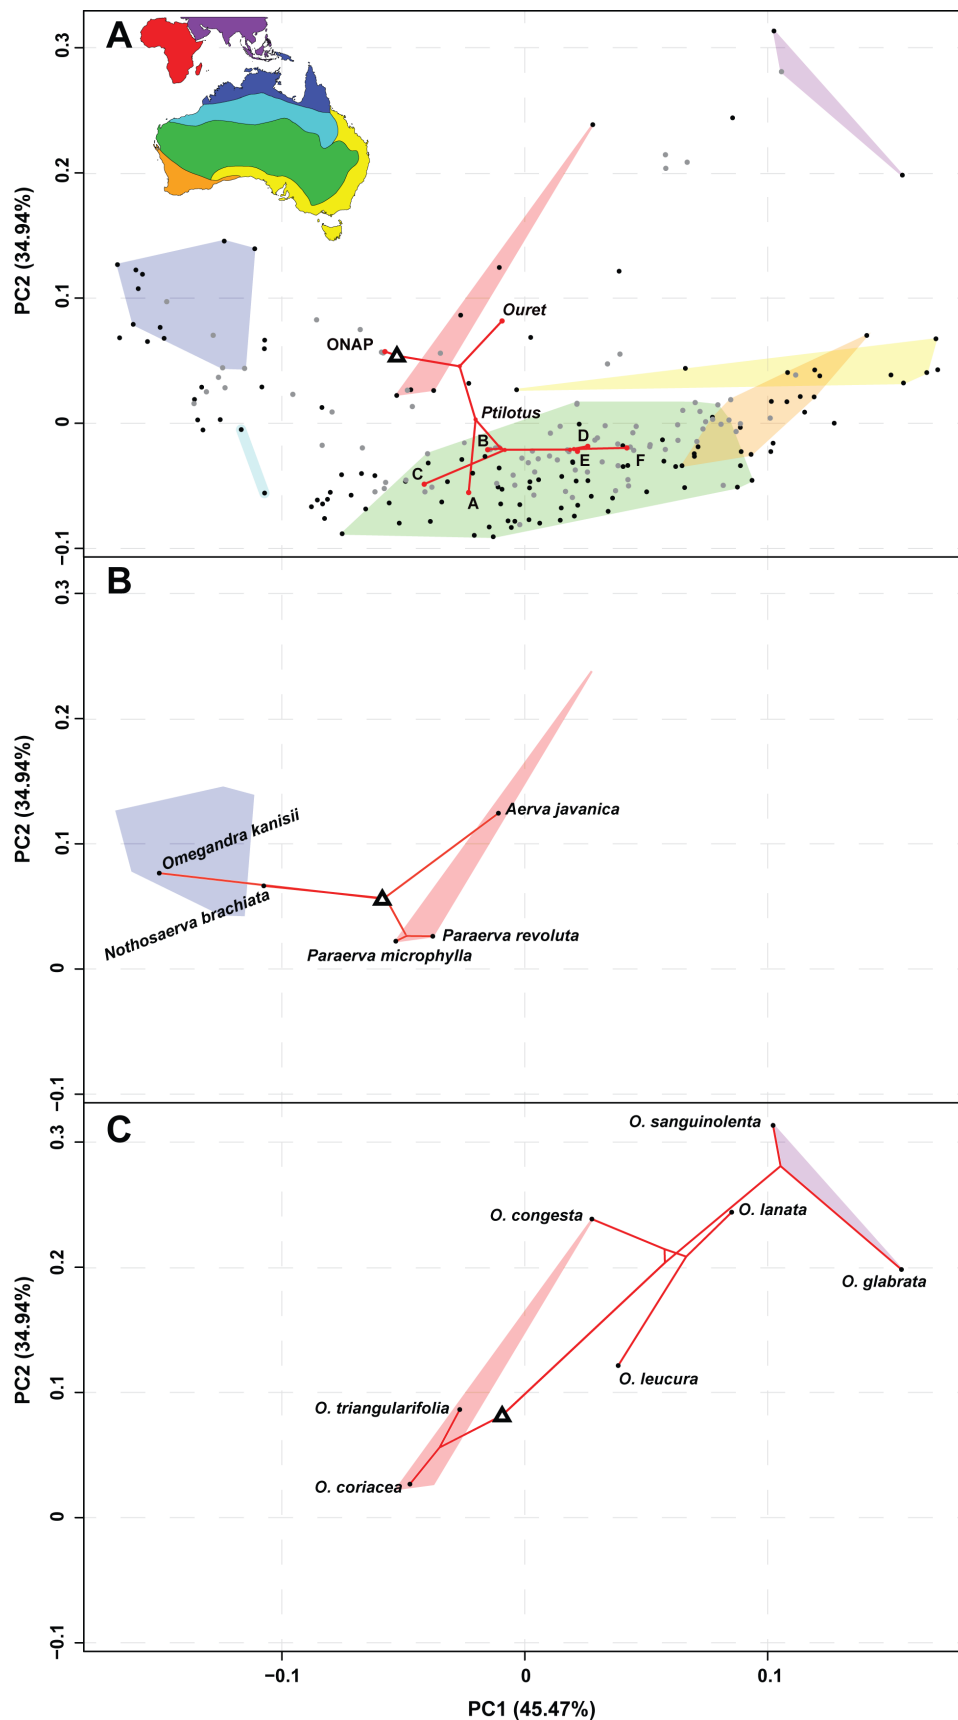 A
0.3
0.2
0.1
0
−0.1
PC2 (34.94%)
ONAP
Ouret
Ptilotus
B
D
E
F
C
A
B
0.3
0.2
0.1
0
−0.1
PC2 (34.94%)
Omegandra kanisii
Nothosaerva brachiata
Aerva javanica
Paraerva revoluta
Paraerva microphylla
C
0.3
0.2
0.1
0
−0.1
PC2 (34.94%)
O. sanguinolenta
O. congesta
O. lanata
O. glabrata
O. leucura
O. triangularifolia
O. coriacea
−0.1
0
0.1
PC1 (45.47%)